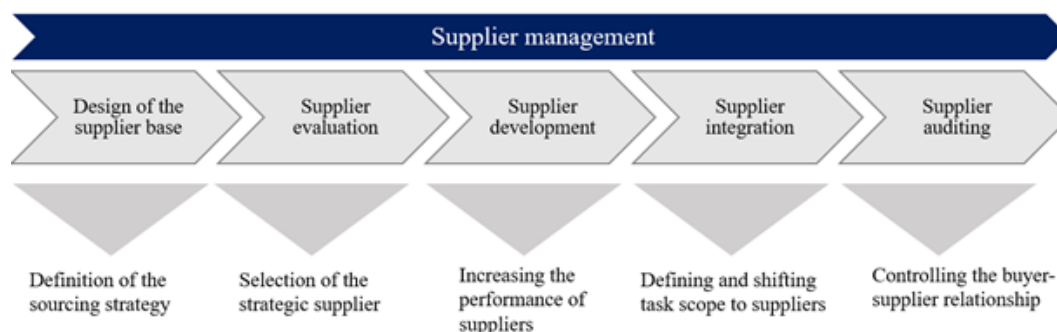 Supplier management
Design of the
supplier base
Supplier
evaluation
Supplier
development
Supplier
integration
Supplier
auditing
Definition of the
sourcing strategy
Selection of the
strategic supplier
Increasing the
performance of
suppliers
Defining and shifting
task scope to suppliers
Controlling the buyer-
supplier relationship